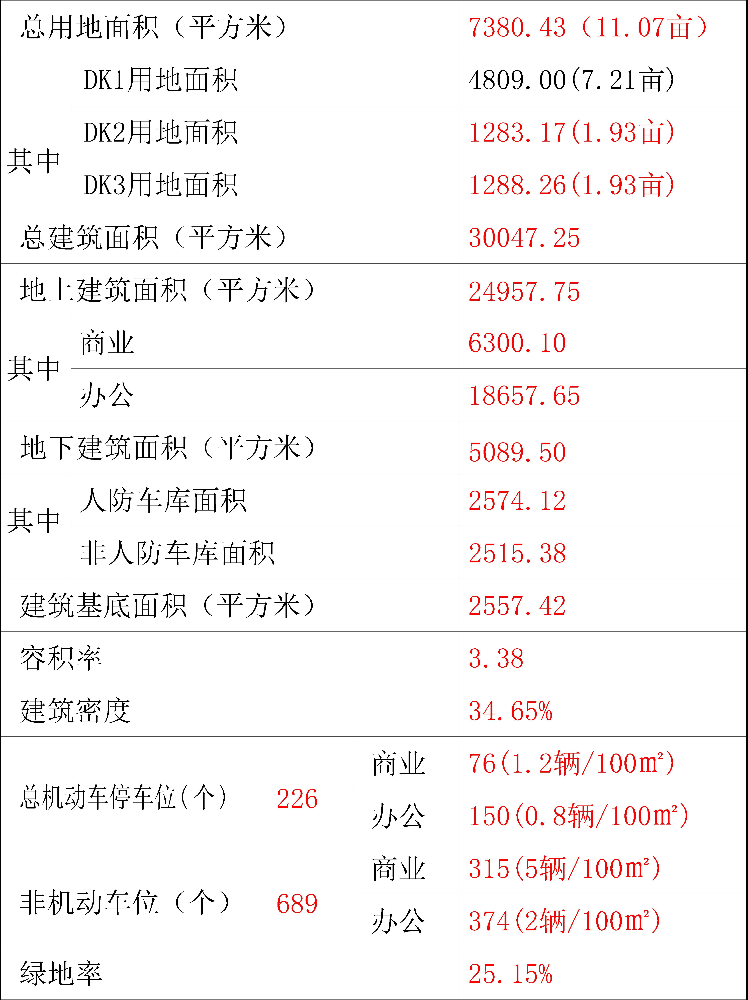 总用地面积（平方米） 7380.43（11.07亩）
其中
DK1用地面积 4809.00(7.21亩)
DK2用地面积 1283.17(1.93亩)
DK3用地面积 1288.26(1.93亩)
总建筑面积（平方米） 30047.25
地上建筑面积（平方米） 24957.75
其中
商业 6300.10
办公 18657.65
地下建筑面积（平方米） 5089.50
其中
人防车库面积 2574.12
非人防车库面积 2515.38
建筑基底面积（平方米） 2557.42
容积率 3.38
建筑密度 34.65%
总机动车停车位(个) 226
商业 76(1.2辆/100㎡)
办公 150(0.8辆/100㎡)
非机动车位（个） 689
商业 315(5辆/100㎡)
办公 374(2辆/100㎡)
绿地率 25.15%